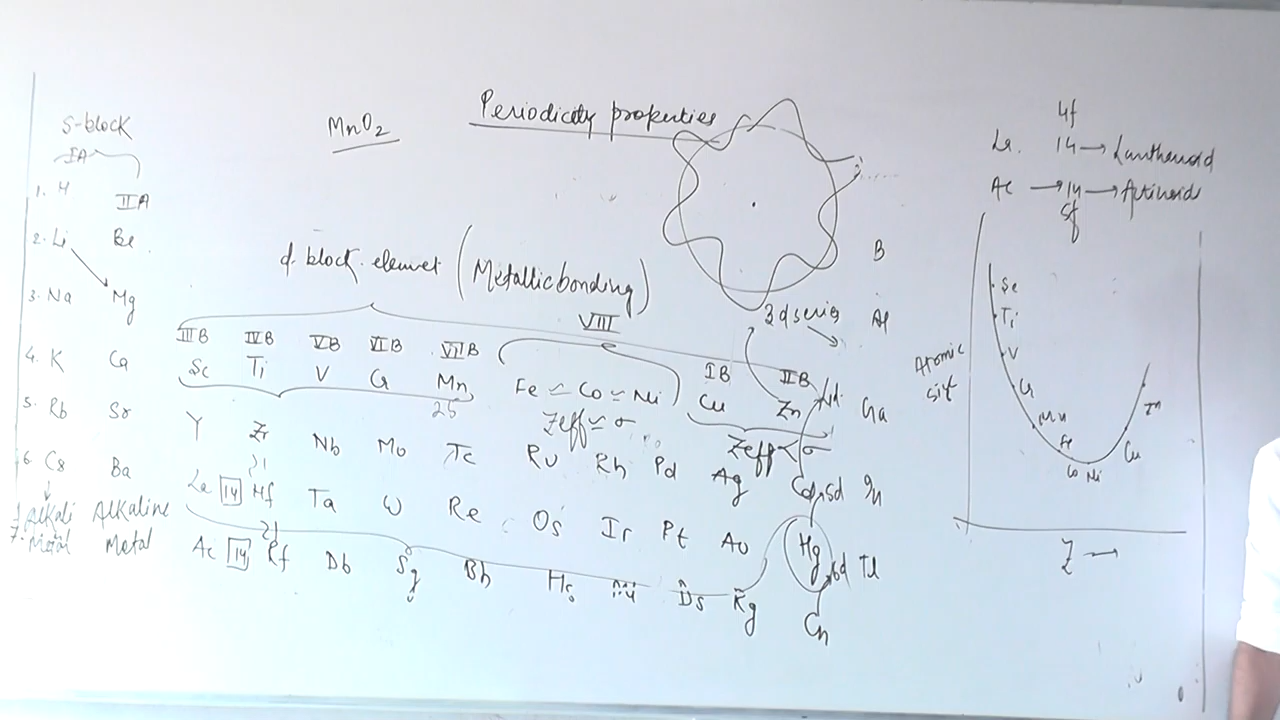 Periodicity properties
MnO2
S-block
IA
IIA
1. H
2. Li Be
3. Na Mg
4. K Ca
5. Rb Sr
6. Cs Ba
7.
Alkali Metal
Alkaline Metal
d-block elemet (Metallic bonding)
VIII
3d series
B
Al
IIIB IVB VB VIB VIIB IB IIB
Sc Ti V Cr Mn Fe ≃ Co ≃ Ni Cu Zn Ga
25
Zeff ≃ σ
Zeff < σ
Y Zr Nb Mo Tc Ru Rh Pd Ag Cd 5d In
La 14 Hf Ta W Re Os Ir Pt Au Hg 6d Tl
Ac 14 Rf Db Sg Bh Hs Mt Ds Rg Cn
4f
La. 14 → Lanthanoid
Ac → 14 → Actinoid
5f
Atomic
size
Sc
Ti
V
Cr
Mn
Fe
Co Ni
Cu
Zn
Z →